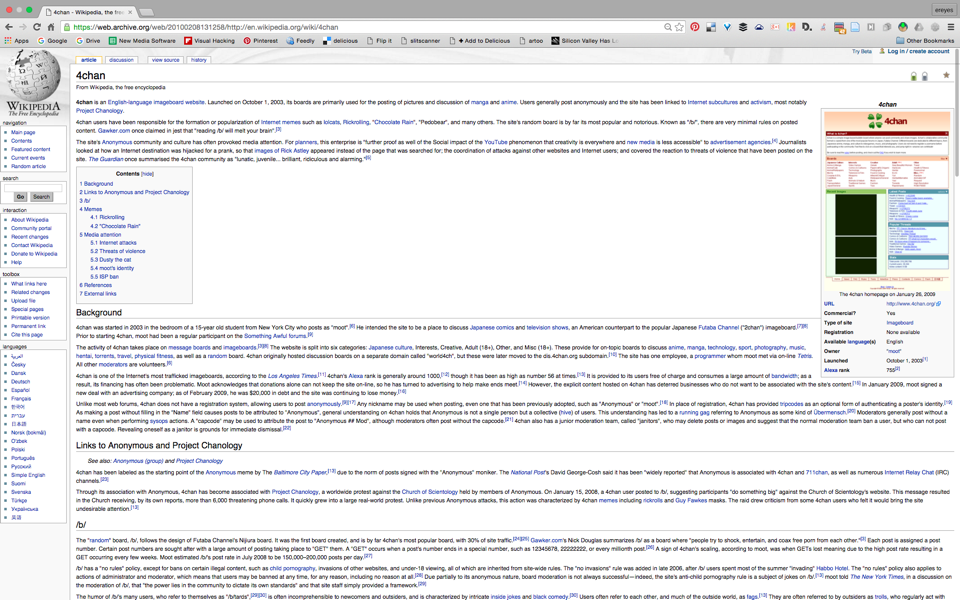 4chan - Wikipedia, the free
ereyes
https://web.archive.org/web/20100208131258/http://en.wikipedia.org/wiki/4chan
Apps Google Drive New Media Software Visual Hacking Pinterest Feedly delicious Flip it slitscanner + Add to Delicious artoo Silicon Valley Has Lo Other Bookmarks
Try Beta Log in / create account
article discussion view source history
4chan
From Wikipedia, the free encyclopedia
WIKIPEDIA
The Free Encyclopedia
navigation
Main page
Contents
Featured content
Current events
Random article
search
Go Search
interaction
About Wikipedia
Community portal
Recent changes
Contact Wikipedia
Donate to Wikipedia
Help
toolbox
What links here
Related changes
Upload file
Special pages
Printable version
Permanent link
Cite this page
languages
العربية
Česky
Dansk
Deutsch
Español
Français
한국어
עברית
日本語
Norsk (bokmål)
O'zbek
Polski
Português
Русский
Simple English
Suomi
Svenska
Türkçe
Українська
吴语
4chan is an English-language imageboard website. Launched on October 1, 2003, its boards are primarily used for the posting of pictures and discussion of manga and anime. Users generally post anonymously and the site has been linked to Internet subcultures and activism, most notably
Project Chanology.
4chan users have been responsible for the formation or popularization of Internet memes such as lolcats, Rickrolling, "Chocolate Rain", "Pedobear", and many others. The site's random board is by far its most popular and notorious. Known as "/b/", there are very minimal rules on posted
content. Gawker.com once claimed in jest that "reading /b/ will melt your brain".[3]
The site's Anonymous community and culture has often provoked media attention. For planners, this enterprise is "further proof as well of the Social impact of the YouTube phenomenon that creativity is everywhere and new media is less accessible" to advertisement agencies.[4] Journalists
looked at how an Internet destination was hijacked for a prank, so that images of Rick Astley appeared instead of the page that was searched for; the coordination of attacks against other websites and Internet users; and covered the reaction to threats of violence that have been posted on
the site. The Guardian once summarised the 4chan community as "lunatic, juvenile... brilliant, ridiculous and alarming."[5]
Contents [hide]
1 Background
2 Links to Anonymous and Project Chanology
3 /b/
4 Memes
4.1 Rickrolling
4.2 "Chocolate Rain"
5 Media attention
5.1 Internet attacks
5.2 Threats of violence
5.3 Dusty the cat
5.4 moot's identity
5.5 ISP ban
6 References
7 External links
4chan
4chan
The 4chan homepage on January 26, 2009
URL http://www.4chan.org/
Commercial? Yes
Type of site Imageboard
Registration None available
Available language(s) English
Owner "moot"
Launched October 1, 2003[1]
Alexa rank 755[2]
Background
4chan was started in 2003 in the bedroom of a 15-year old student from New York City who posts as "moot".[6] He intended the site to be a place to discuss Japanese comics and television shows, an American counterpart to the popular Japanese Futaba Channel ("2chan") imageboard.[7][8]
Prior to starting 4chan, moot had been a regular participant on the Something Awful forums.[9]
The activity of 4chan takes place on message boards and imageboards.[3][8] The website is split into six categories: Japanese culture, Interests, Creative, Adult (18+), Other, and Misc (18+). These provide for on-topic boards to discuss anime, manga, technology, sport, photography, music,
hentai, torrents, travel, physical fitness, as well as a random board. 4chan originally hosted discussion boards on a separate domain called "world4ch", but these were later moved to the dis.4chan.org subdomain.[10] The site has one employee, a programmer whom moot met via on-line Tetris.
All other moderators are volunteers.[8]
4chan is one of the Internet's most trafficked imageboards, according to the Los Angeles Times.[11] 4chan's Alexa rank is generally around 1000,[12] though it has been as high as number 56 at times.[13] It is provided to its users free of charge and consumes a large amount of bandwidth; as a
result, its financing has often been problematic. Moot acknowledges that donations alone can not keep the site on-line, so he has turned to advertising to help make ends meet.[14] However, the explicit content hosted on 4chan has deterred businesses who do not want to be associated with the site's content.[15] In January 2009, moot signed a
new deal with an advertising company; as of February 2009, he was $20,000 in debt and the site was continuing to lose money.[16]
Unlike most web forums, 4chan does not have a registration system, allowing users to post anonymously.[6][17] Any nickname may be used when posting, even one that has been previously adopted, such as "Anonymous" or "moot".[18] In place of registration, 4chan has provided tripcodes as an optional form of authenticating a poster's identity.[19]
As making a post without filling in the "Name" field causes posts to be attributed to "Anonymous", general understanding on 4chan holds that Anonymous is not a single person but a collective (hive) of users. This understanding has led to a running gag referring to Anonymous as some kind of Übermensch.[20] Moderators generally post without
a name even when performing sysops actions. A "capcode" may be used to attribute the post to "Anonymous ## Mod", although moderators often post without the capcode.[21] 4chan also has a junior moderation team, called "janitors", who may delete posts or images and suggest that the normal moderation team ban a user, but who can not post
with a capcode. Revealing oneself as a janitor is grounds for immediate dismissal.[22]
Links to Anonymous and Project Chanology
See also: Anonymous (group) and Project Chanology
4chan has been labeled as the starting point of the Anonymous meme by The Baltimore City Paper,[13] due to the norm of posts signed with the "Anonymous" moniker. The National Post's David George-Cosh said it has been "widely reported" that Anonymous is associated with 4chan and 711chan, as well as numerous Internet Relay Chat (IRC)
channels.[23]
Through its association with Anonymous, 4chan has become associated with Project Chanology, a worldwide protest against the Church of Scientology held by members of Anonymous. On January 15, 2008, a 4chan user posted to /b/, suggesting participants "do something big" against the Church of Scientology's website. This message resulted
in the Church receiving, by its own reports, more than 6,000 threatening phone calls. It quickly grew into a large real-world protest. Unlike previous Anonymous attacks, this action was characterized by 4chan memes including rickrolls and Guy Fawkes masks. The raid drew criticism from some 4chan users who felt it would bring the site
undesirable attention.[13]
/b/
The "random" board, /b/, follows the design of Futaba Channel's Nijiura board. It was the first board created, and is by far 4chan's most popular board, with 30% of site traffic.[24][25] Gawker.com's Nick Douglas summarizes /b/ as a board where "people try to shock, entertain, and coax free porn from each other."[3] Each post is assigned a post
number. Certain post numbers are sought after with a large amount of posting taking place to "GET" them. A "GET" occurs when a post's number ends in a special number, such as 12345678, 22222222, or every millionth post.[26] A sign of 4chan's scaling, according to moot, was when GETs lost meaning due to the high post rate resulting in a
GET occurring every few weeks. Moot estimated /b/'s post rate in July 2008 to be 150,000–200,000 posts per day.[27]
/b/ has a "no rules" policy, except for bans on certain illegal content, such as child pornography, invasions of other websites, and under-18 viewing, all of which are inherited from site-wide rules. The "no invasions" rule was added in late 2006, after /b/ users spent most of the summer "invading" Habbo Hotel. The "no rules" policy also applies to
actions of administrator and moderator, which means that users may be banned at any time, for any reason, including no reason at all.[28] Due partially to its anonymous nature, board moderation is not always successful—indeed, the site's anti-child pornography rule is a subject of jokes on /b/.[13] moot told The New York Times, in a discussion on
the moderation of /b/, that "the power lies in the community to dictate its own standards" and that site staff simply provided a framework.[29]
The humor of /b/'s many users, who refer to themselves as "/b/tards",[29][30] is often incomprehensible to newcomers and outsiders, and is characterized by intricate inside jokes and black comedy.[30] Users often refer to each other, and much of the outside world, as fags.[13] They are often referred to by outsiders as trolls, who regularly act with